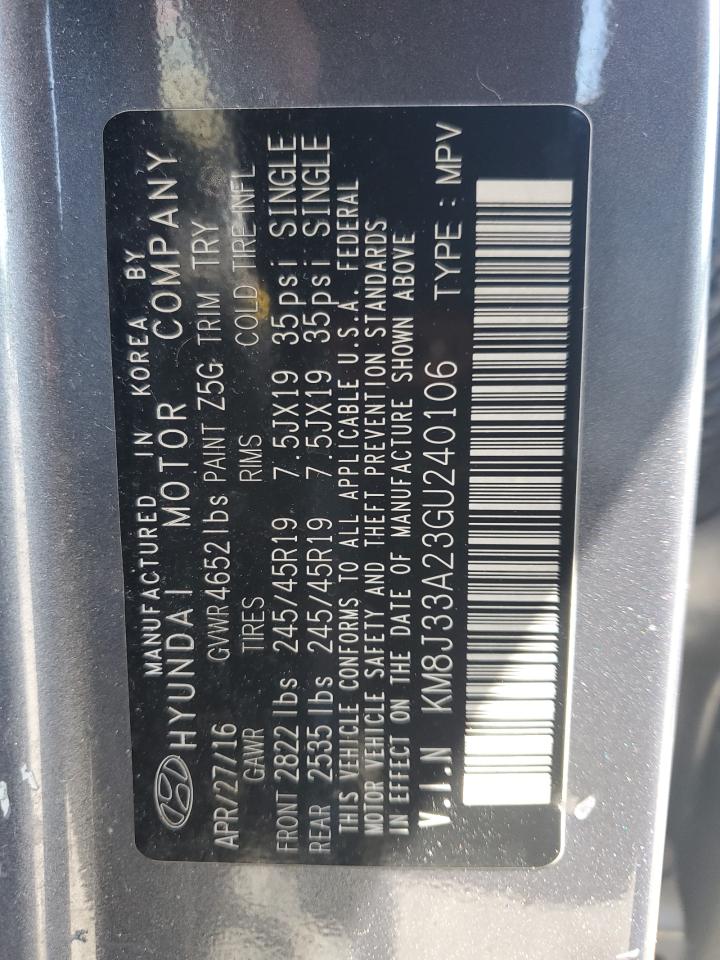 MANUFACTURED IN KOREA BY
HYUNDAI MOTOR COMPANY
APR/27/16 GVWR 4652 lbs PAINT Z5G TRIM TRY
GAWR TIRES RIMS COLD TIRE INFL
FRONT 2822 lbs 245/45R19 7.5JX19 35psi SINGLE
REAR 2535 lbs 245/45R19 7.5JX19 35psi SINGLE
THIS VEHICLE CONFORMS TO ALL APPLICABLE U.S.A. FEDERAL
MOTOR VEHICLE SAFETY AND THEFT PREVENTION STANDARDS
IN EFFECT ON THE DATE OF MANUFACTURE SHOWN ABOVE
V.I.N KM8J33A23GU240106 TYPE : MPV